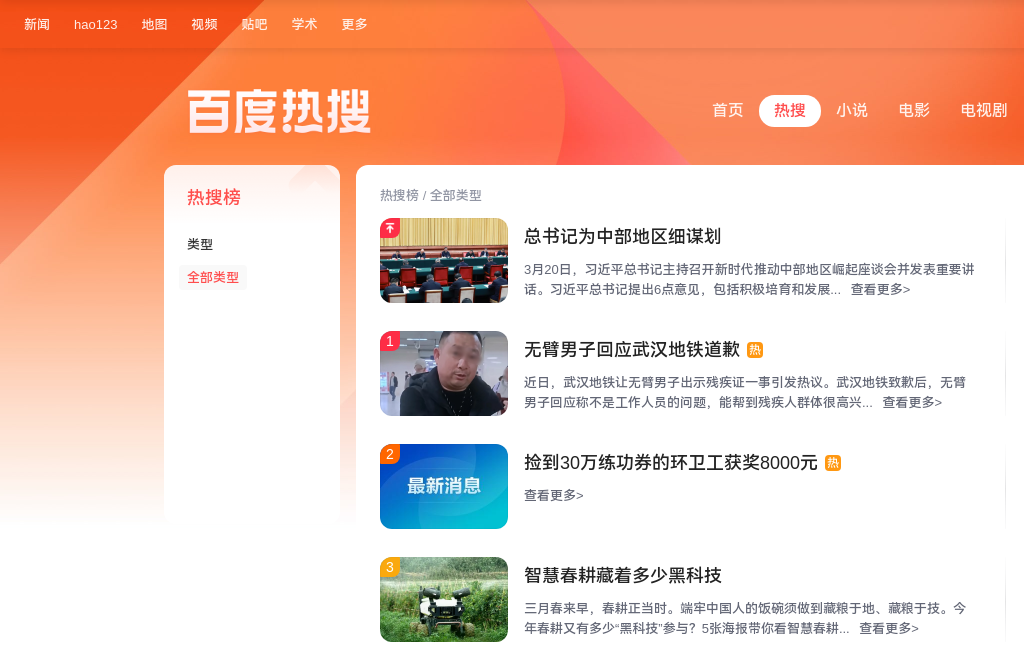 新闻 hao123 地图 视频 贴吧 学术 更多
百度热搜
首页 热搜 小说 电影 电视剧
热搜榜
类型
全部类型
热搜榜 / 全部类型
总书记为中部地区细谋划
3月20日，习近平总书记主持召开新时代推动中部地区崛起座谈会并发表重要讲
话。习近平总书记提出6点意见，包括积极培育和发展... 查看更多>
1
无臂男子回应武汉地铁道歉 热
近日，武汉地铁让无臂男子出示残疾证一事引发热议。武汉地铁致歉后，无臂
男子回应称不是工作人员的问题，能帮到残疾人群体很高兴... 查看更多>
2
最新消息
捡到30万练功券的环卫工获奖8000元 热
查看更多>
3
智慧春耕藏着多少黑科技
三月春来早，春耕正当时。端牢中国人的饭碗须做到藏粮于地、藏粮于技。今
年春耕又有多少“黑科技”参与？5张海报带你看智慧春耕... 查看更多>